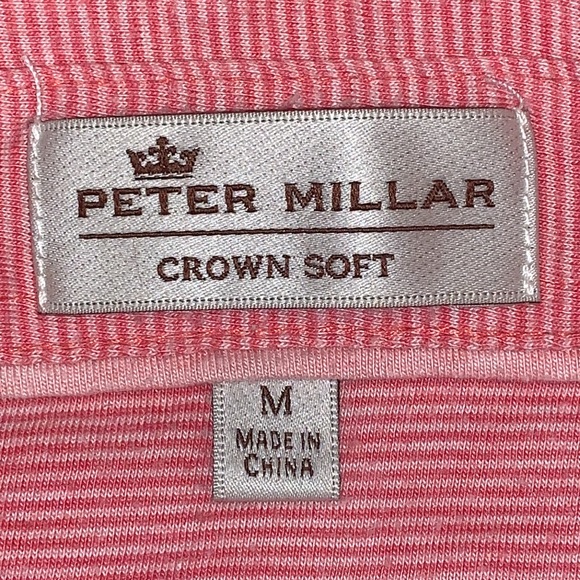 PETER MILLAR
CROWN SOFT
M
MADE IN
CHINA